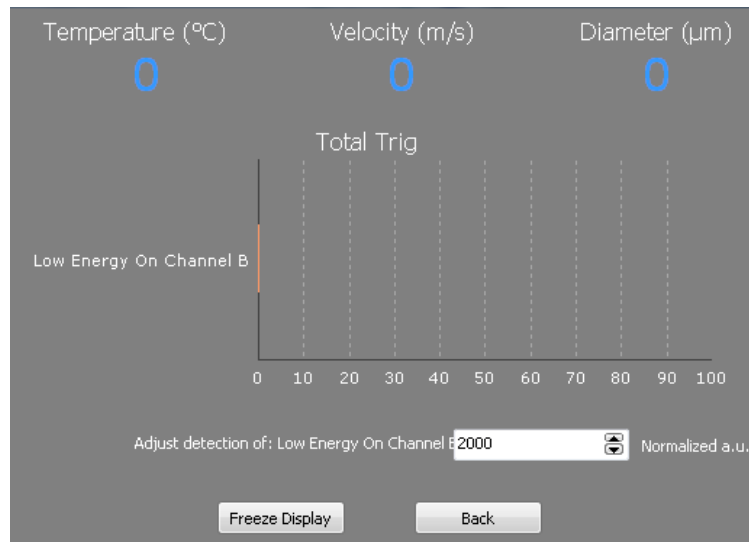 Temperature (ºC) Velocity (m/s) Diameter (µm)
0 0 0
Total Trig
Low Energy On Channel B
0 10 20 30 40 50 60 70 80 90 100
Adjust detection of: Low Energy On Channel B 2000 Normalized a.u.
Freeze Display Back